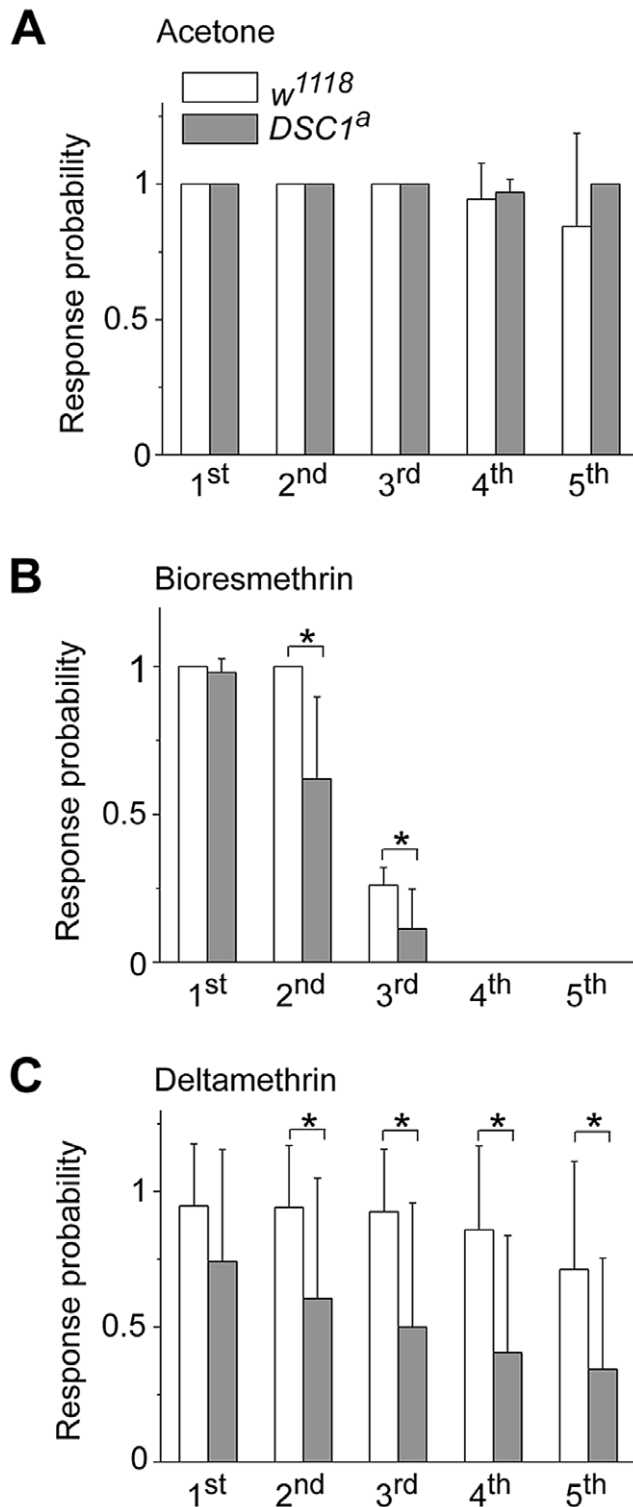 A Acetone
w1118
DSC1a
Response probability
1
0.5
0
1st 2nd 3rd 4th 5th
B Bioresmethrin
Response probability
* *
1
0.5
0
1st 2nd 3rd 4th 5th
C Deltamethrin
Response probability
* * * *
1
0.5
0
1st 2nd 3rd 4th 5th